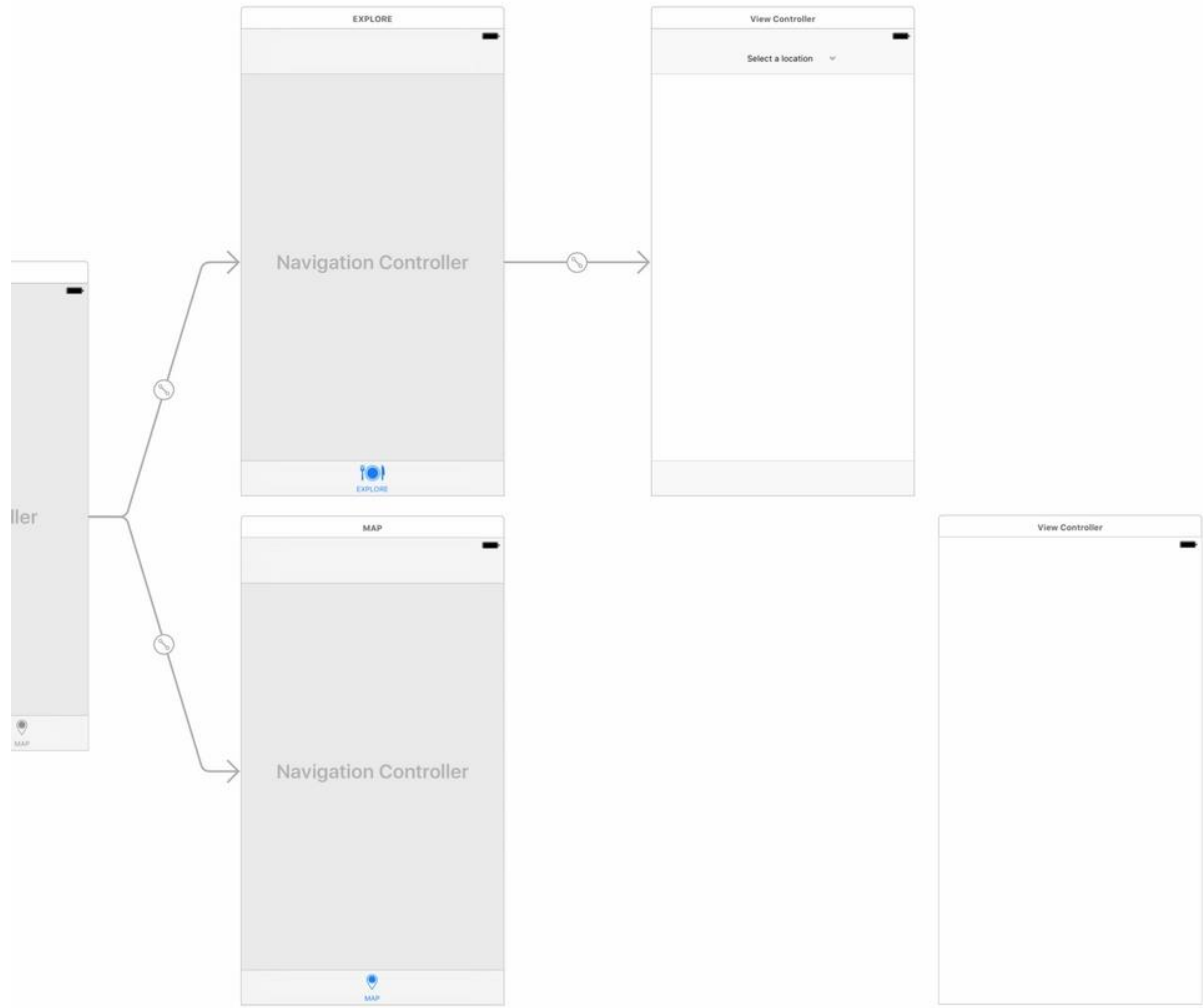 EXPLORE
View Controller
Select a location
Navigation Controller
EXPLORE
ller
MAP
MAP
View Controller
Navigation Controller
MAP